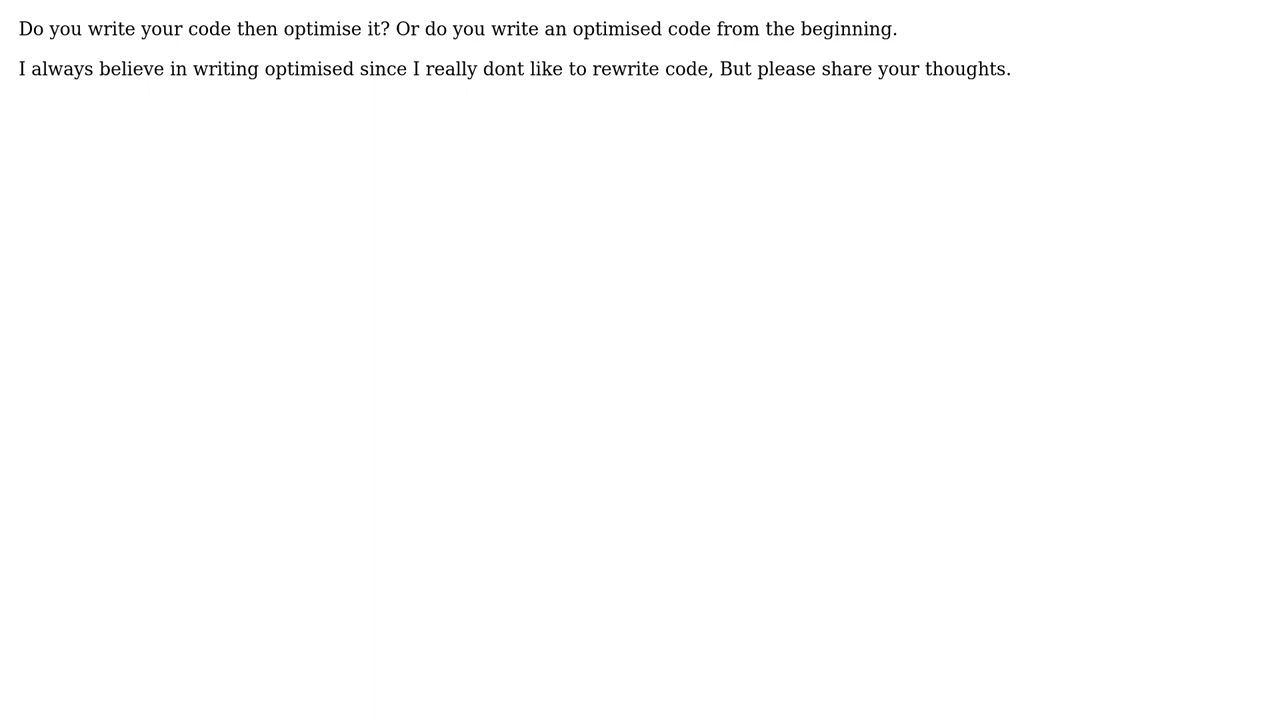 Do you write your code then optimise it? Or do you write an optimised code from the beginning.
I always believe in writing optimised since I really dont like to rewrite code, But please share your thoughts.